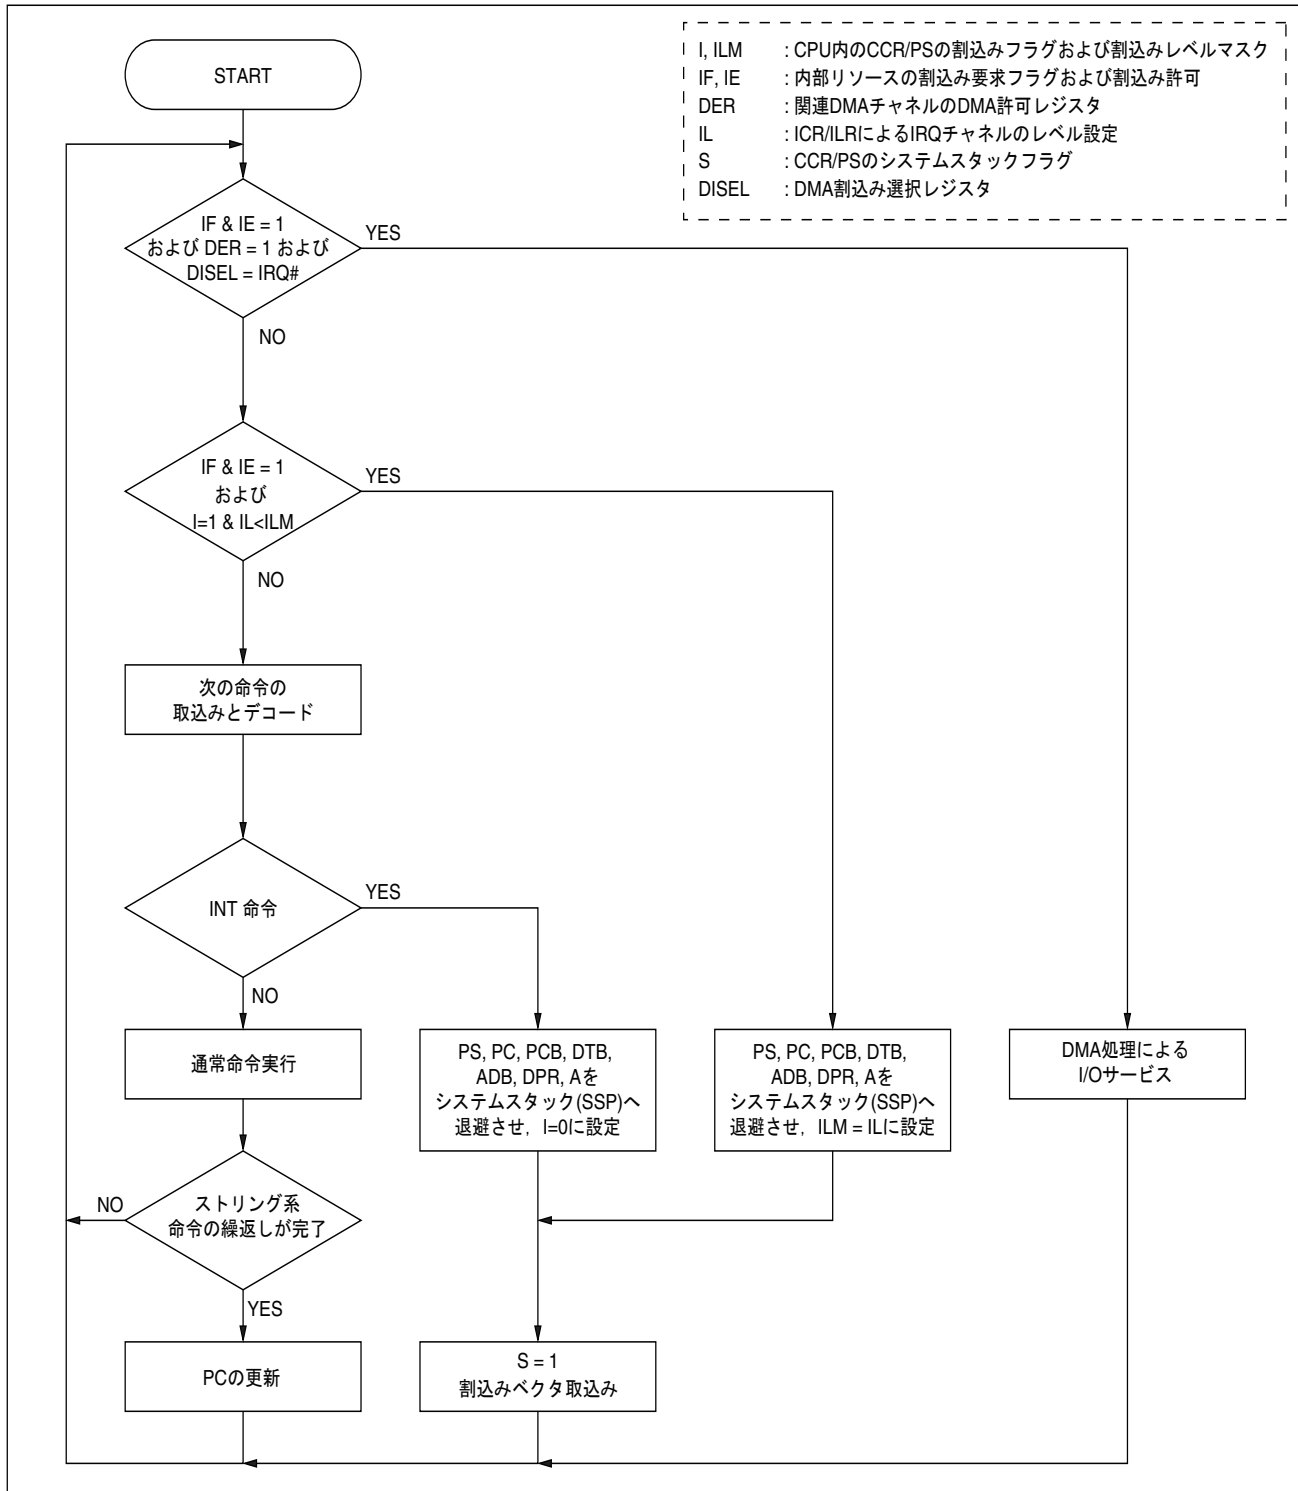 I, ILM : CPU内のCCR/PSの割込みフラグおよび割込みレベルマスク
IF, IE : 内部リソースの割込み要求フラグおよび割込み許可
DER : 関連DMAチャネルのDMA許可レジスタ
IL : ICR/ILRによるIRQチャネルのレベル設定
S : CCR/PSのシステムスタックフラグ
DISEL : DMA割込み選択レジスタ
START
IF & IE = 1
および DER = 1 および
DISEL = IRQ#
YES
NO
IF & IE = 1
および
I=1 & IL<ILM
YES
NO
次の命令の
取込みとデコード
INT 命令
YES
NO
通常命令実行
PS, PC, PCB, DTB,
ADB, DPR, Aを
システムスタック(SSP)へ
退避させ, I=0に設定
PS, PC, PCB, DTB,
ADB, DPR, Aを
システムスタック(SSP)へ
退避させ, ILM = ILに設定
DMA処理による
I/Oサービス
ストリング系
命令の繰返しが完了
NO
YES
PCの更新
S = 1
割込みベクタ取込み